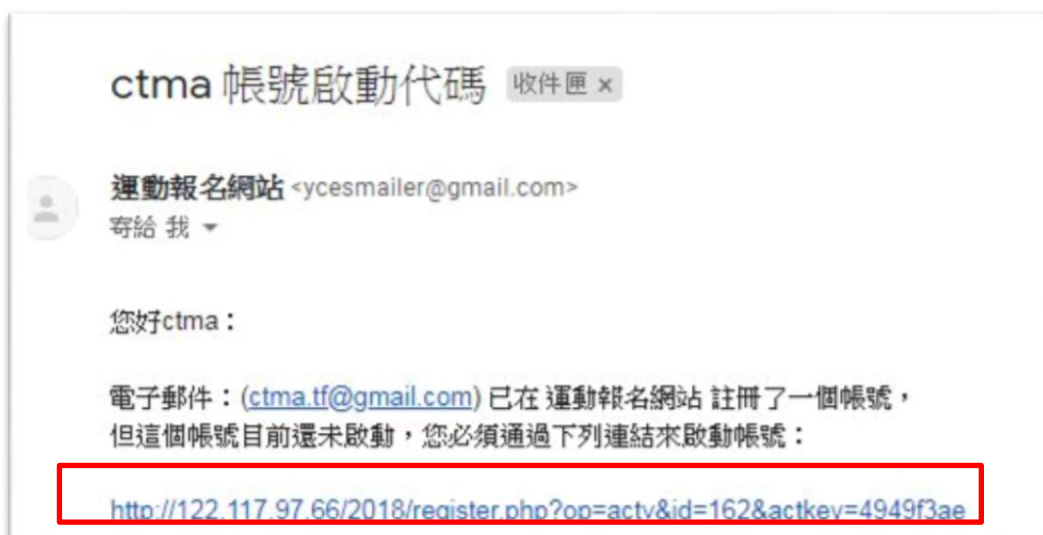 ctma 帳號啟動代碼 收件匣 x
運動報名網站 <ycesmailer@gmail.com>
寄給 我
您好ctma：
電子郵件：(ctma.tf@gmail.com) 已在 運動報名網站 註冊了一個帳號，
但這個帳號目前還未啟動，您必須通過下列連結來啟動帳號：
http://122.117.97.66/2018/register.php?op=actv&id=162&actkey=4949f3ae